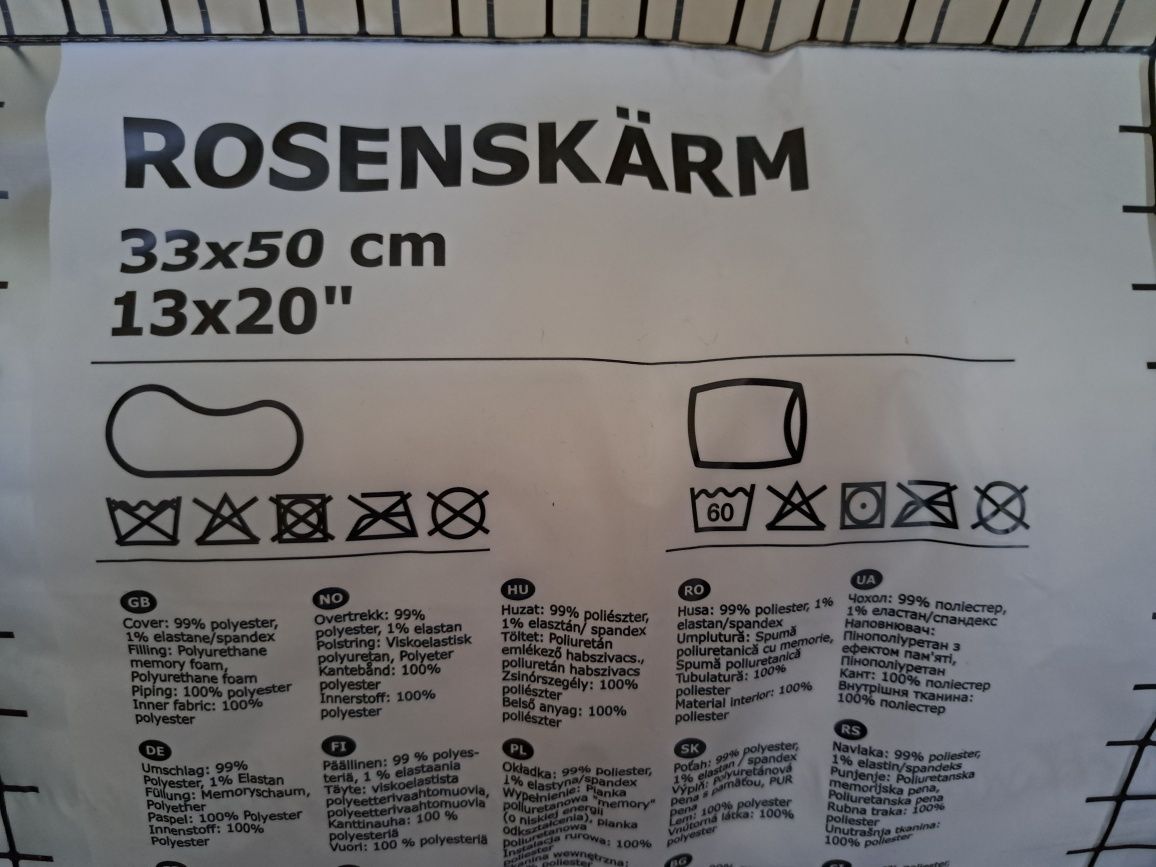 ROSENSKÄRM
33x50 cm
13x20"
60
GB
Cover: 99% polyester,
1% elastane/spandex
Filling: Polyurethane
memory foam,
Polyurethane foam
Piping: 100% polyester
Inner fabric: 100%
polyester
NO
Overtrekk: 99%
polyester, 1% elastan
Polstring: Viskoelastisk
polyuretan, Polyeter
Kantebånd: 100%
polyester
Innerstoff: 100%
polyester
HU
Huzat: 99% poliészter,
1% elasztán/ spandex
Töltet: Poliuretán
emlékező habszivacs.,
poliuretán habszivacs
Zsinórszegély: 100%
poliészter
Belső anyag: 100%
poliészter
RO
Husa: 99% poliester, 1%
elastan/spandex
Umplutură: Spumă
poliuretanică cu memorie,
Spumă poliuretanică
Tubulatură: 100%
poliester
Material interior: 100%
poliester
UA
Чохол: 99% поліестер,
1% еластан/спандекс
Наповнювач:
Пінополіуретан з
ефектом пам'яті,
Пінополіуретан
Кант: 100% поліестер
Внутрішня тканина:
100% поліестер
DE
Umschlag: 99%
Polyester, 1% Elastan
Füllung: Memoryschaum,
Polyether
Paspel: 100% Polyester
Innenstoff: 100%
Polyester
FI
Päällinen: 99 % polyes-
teriä, 1 % elastaania
Täyte: viskoelastista
polyeetterivaahtomuovia,
polyeetterivaahtomuovia
Kanttinauha: 100 %
polyesteriä
Vuori: 100 % polyesteriä
PL
Okładka: 99% Poliester,
1% elastyna/spandex
Wypełnienie: Pianka
poliuretanowa "memory"
(o niskiej energii
odkształcenia), pianka
Poliuretanowa
Instalacja rurowa: 100%
Poliester
Tkanina wewnętrzna:
SK
Poťah: 99% polyester,
1% elastan / spandex
Výplň: Polyuretánová
pena s pamäťou, PUR
pena
Lem: 100% polyester
Vnútorná látka: 100%
polyester
RS
Navlaka: 99% poliester,
1% elastin/spandeks
Punjenje: Poliuretanska
memorijska pena,
Poliuretanska pena
Rubna traka: 100%
poliester
Unutrašnja tkanina:
100% poliester
BG